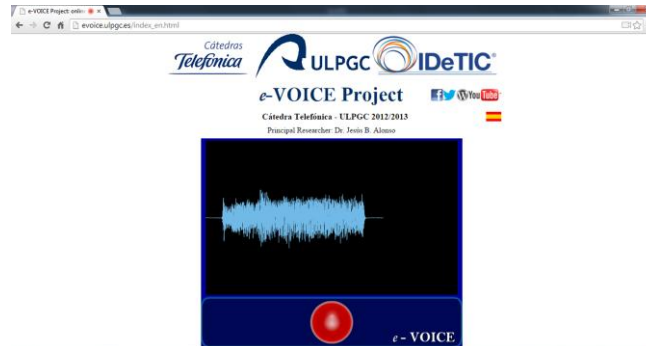 e-VOICE Project: online
evoice.ulpgc.es/index_en.html
Cátedras
Telefónica
ULPGC
IDeTIC
e-VOICE Project
You Tube
Cátedra Telefónica - ULPGC 2012/2013
Principal Researcher: Dr. Jesús B. Alonso
e - VOICE